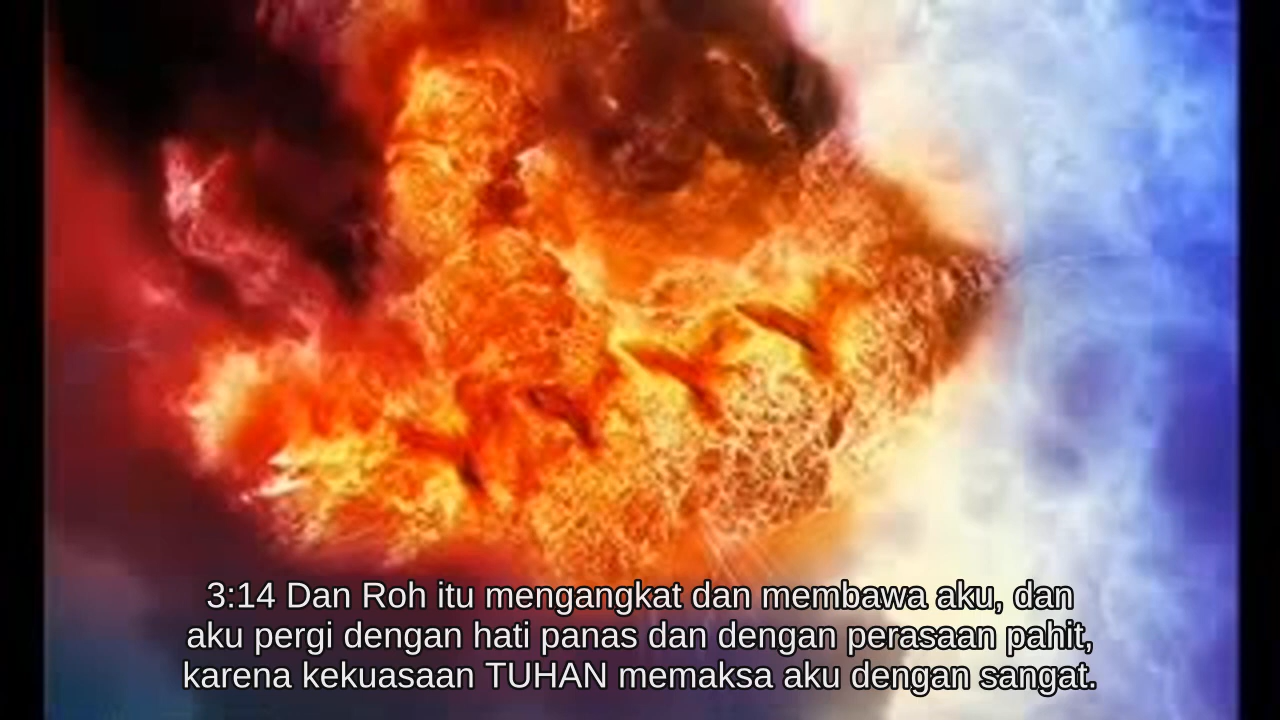 3:14 Dan Roh itu mengangkat dan membawa aku, dan
aku pergi dengan hati panas dan dengan perasaan pahit,
karena kekuasaan TUHAN memaksa aku dengan sangat.